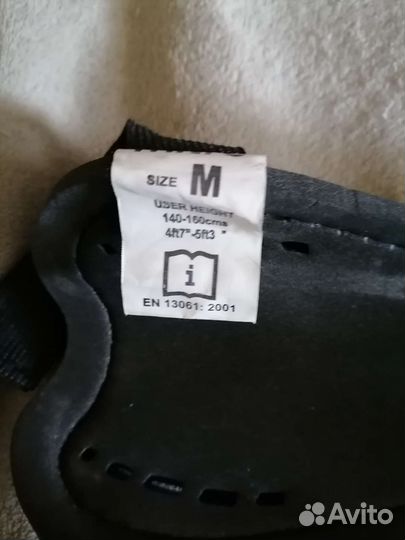 SIZE M
USER HEIGHT
140-160cms
4ft7"-5ft3"
i
EN 13061: 2001
Avito